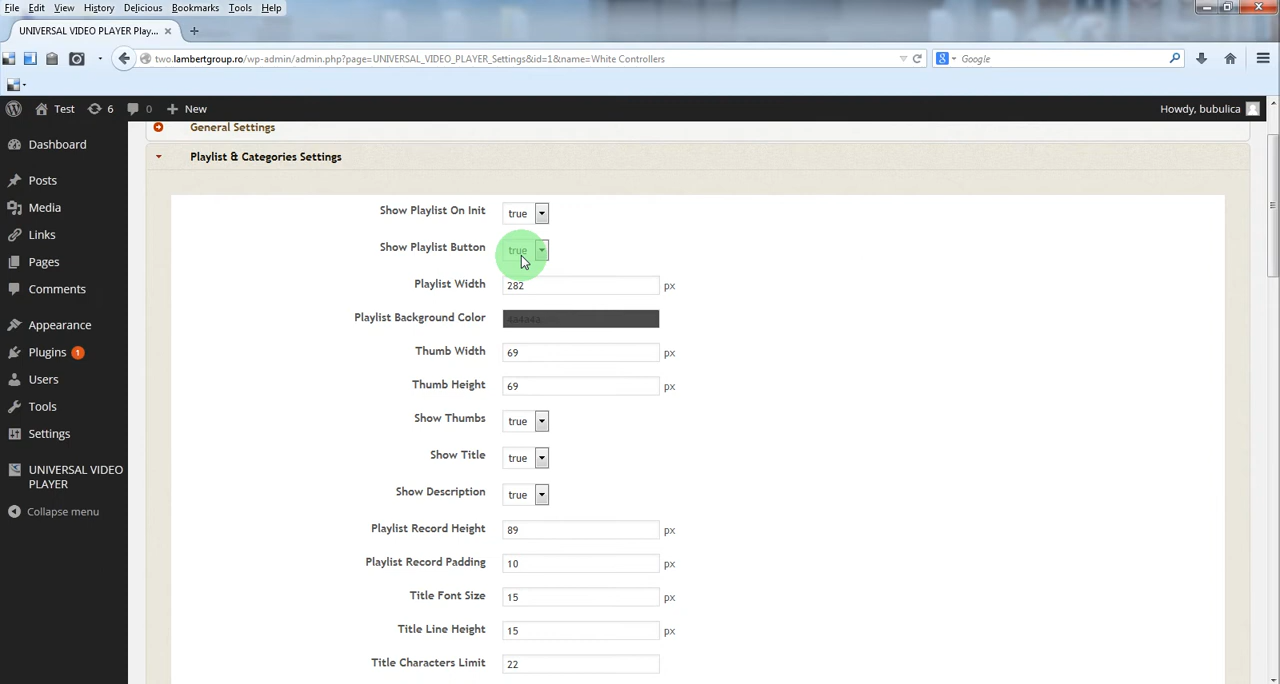 File Edit View History Delicious Bookmarks Tools Help
UNIVERSAL VIDEO PLAYER Play...
two.lambertgroup.ro/wp-admin/admin.php?page=UNIVERSAL_VIDEO_PLAYER_Settings&id=1&name=White Controllers
Google
Test 6 0 New Howdy, bubulica
Dashboard
Posts
Media
Links
Pages
Comments
Appearance
Plugins 1
Users
Tools
Settings
UNIVERSAL VIDEO
PLAYER
Collapse menu
General Settings
Playlist & Categories Settings
Show Playlist On Init true
Show Playlist Button true
Playlist Width 282 px
Playlist Background Color
Thumb Width 69 px
Thumb Height 69 px
Show Thumbs true
Show Title true
Show Description true
Playlist Record Height 89 px
Playlist Record Padding 10 px
Title Font Size 15 px
Title Line Height 15 px
Title Characters Limit 22